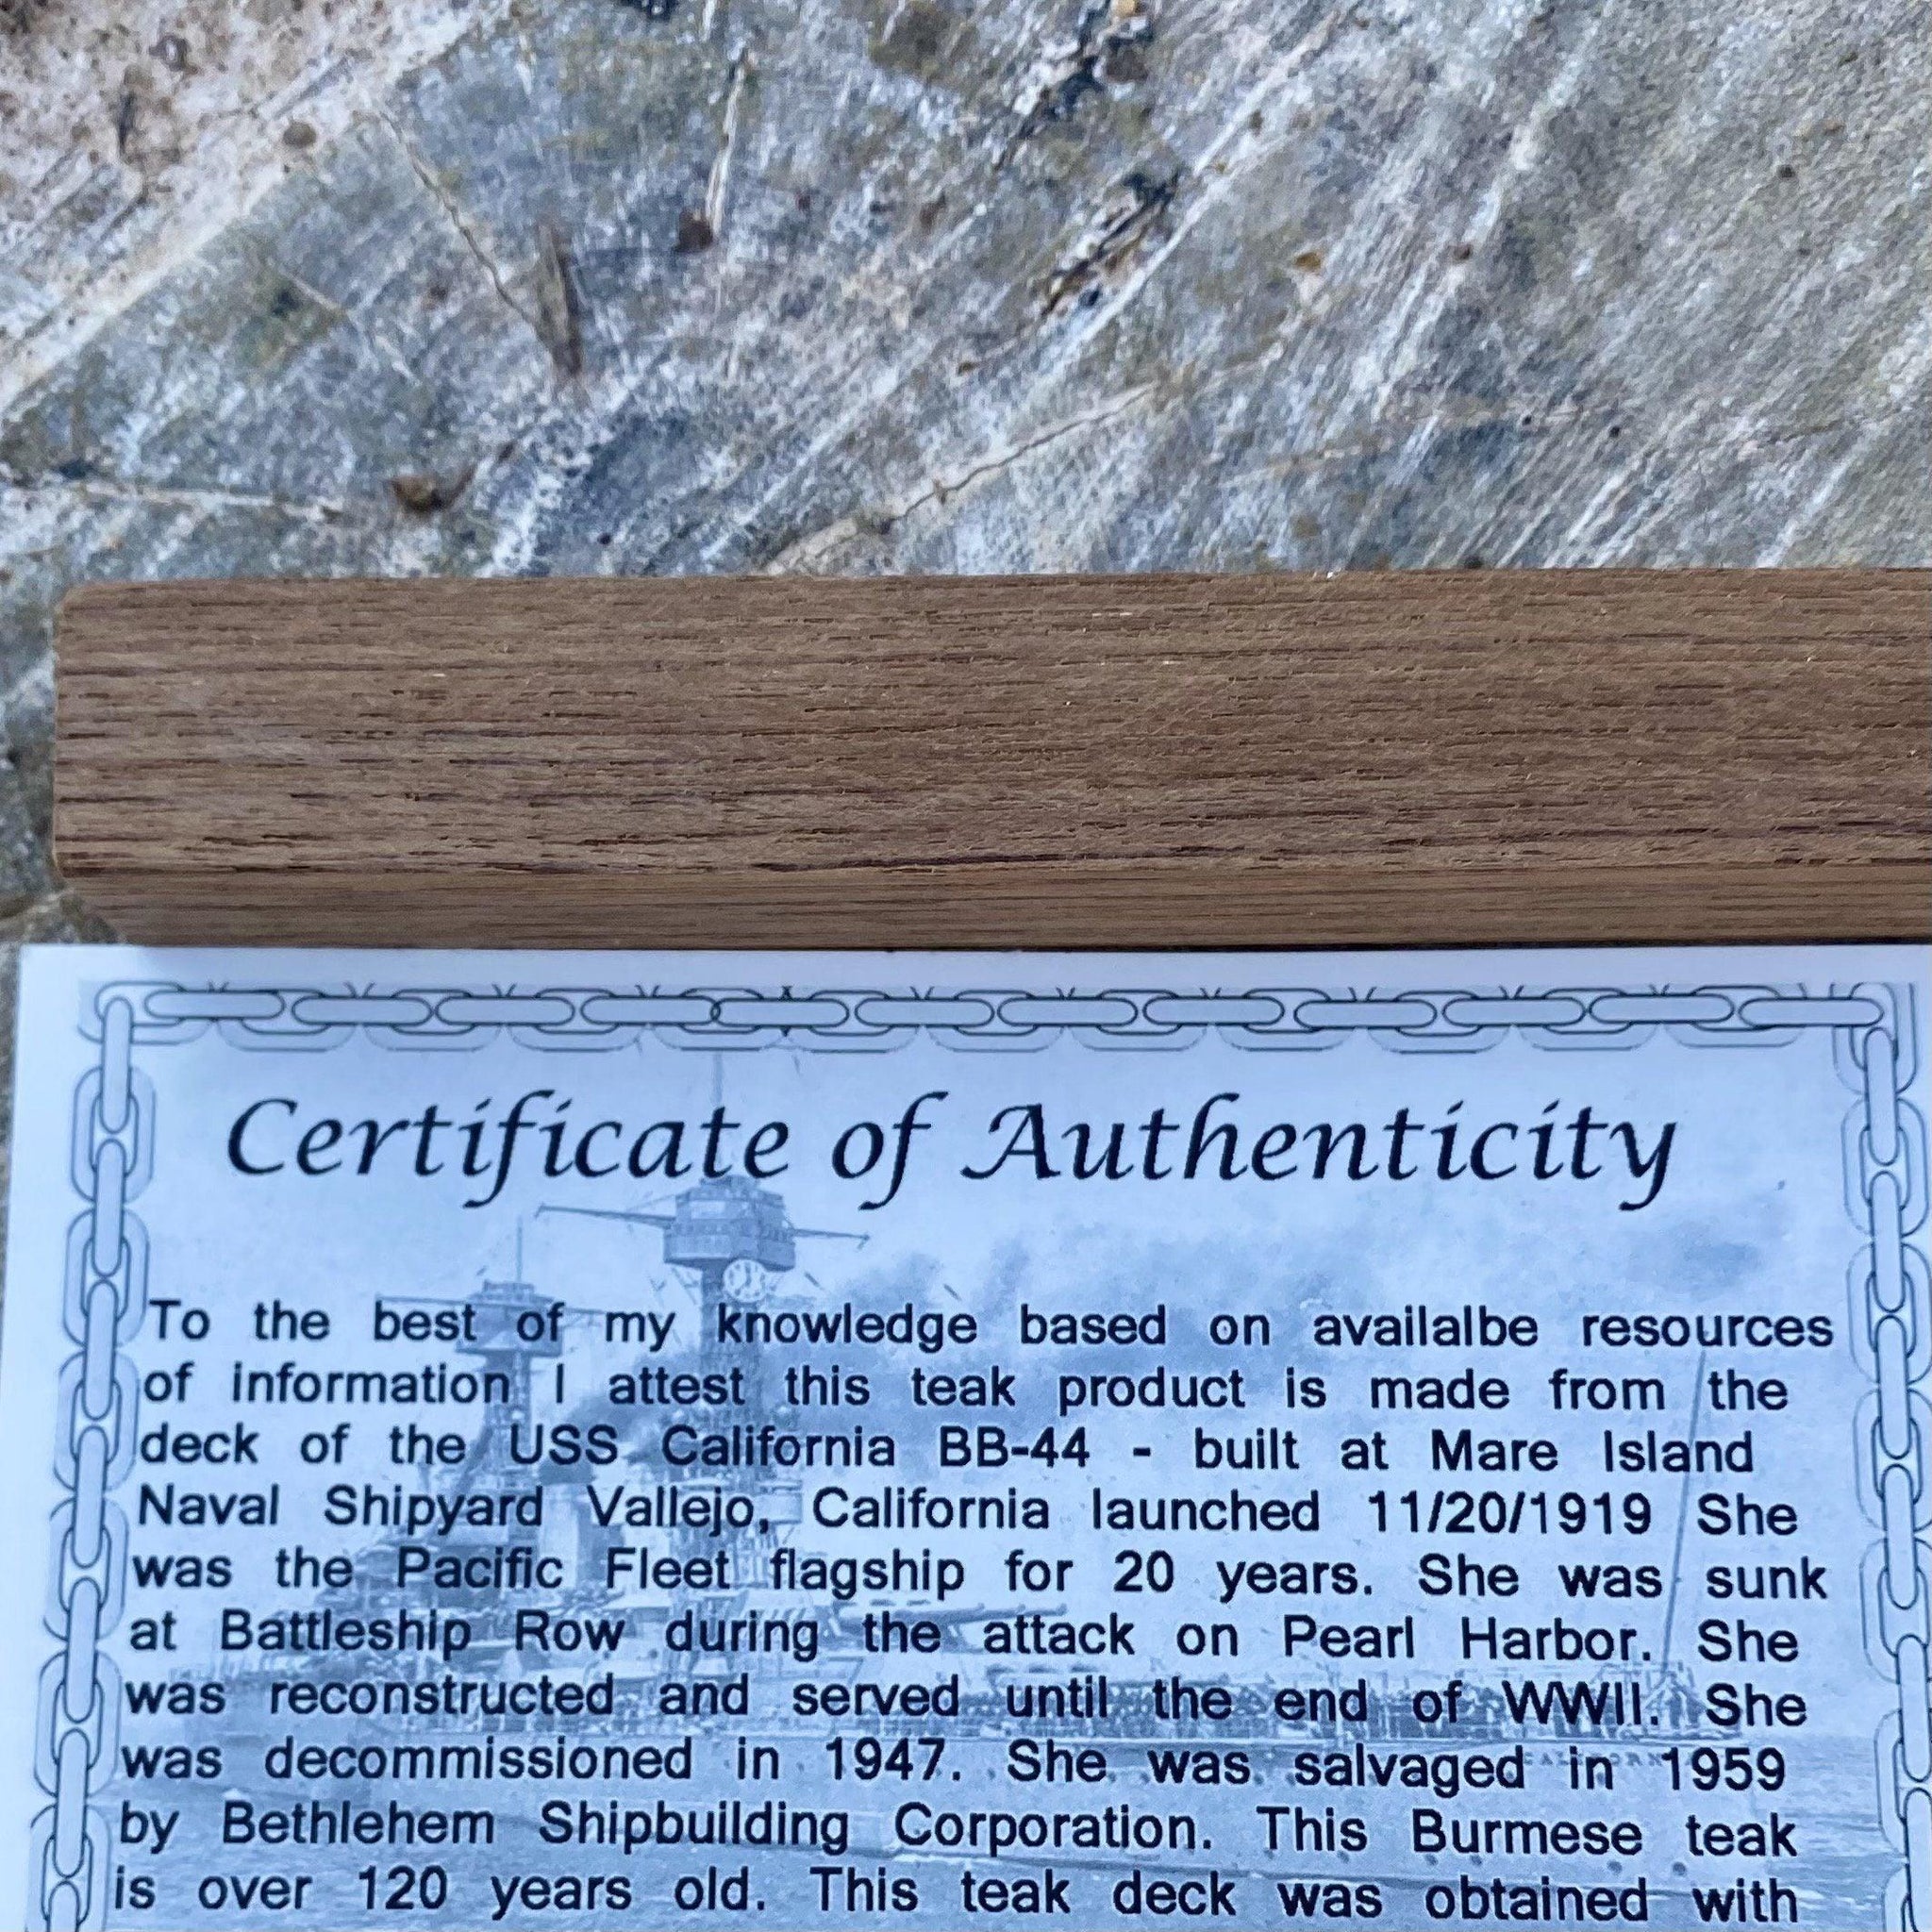 Certificate of Authenticity
To the best of my knowledge based on availalbe resources
of information I attest this teak product is made from the
deck of the USS California BB-44 - built at Mare Island
Naval Shipyard Vallejo, California launched 11/20/1919 She
was the Pacific Fleet flagship for 20 years. She was sunk
at Battleship Row during the attack on Pearl Harbor. She
was reconstructed and served until the end of WWII. She
was decommissioned in 1947. She was salvaged in 1959
by Bethlehem Shipbuilding Corporation. This Burmese teak
is over 120 years old. This teak deck was obtained with